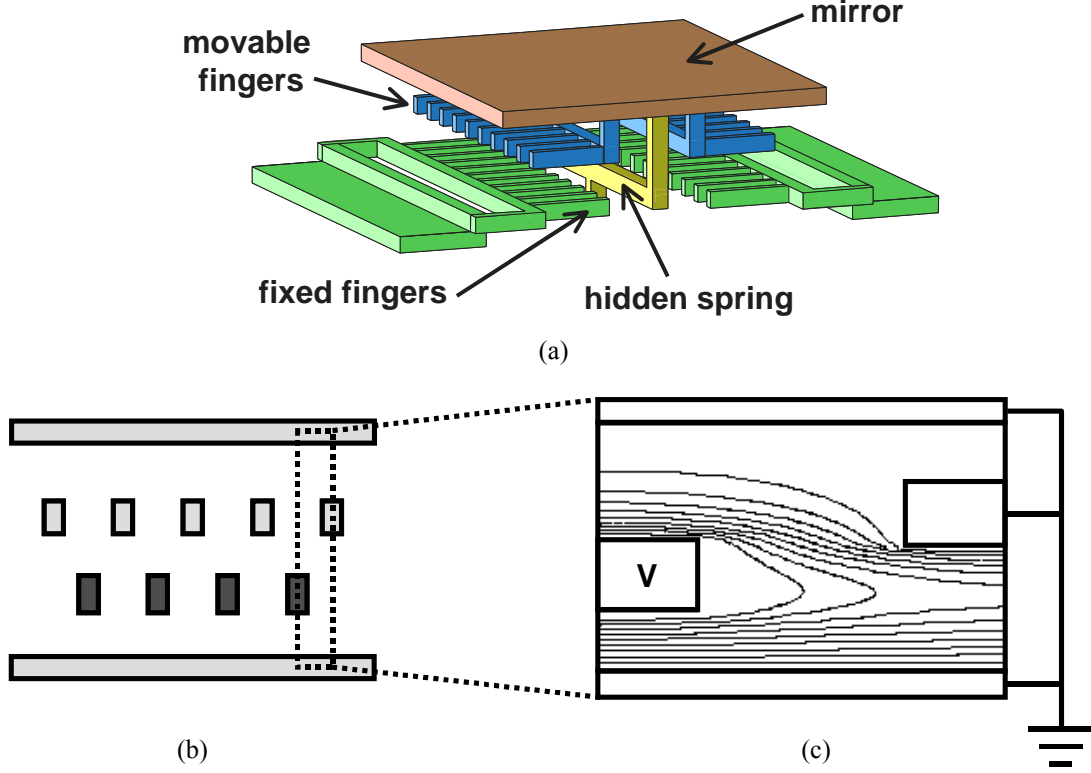 mirror
movable
fingers
fixed fingers
hidden spring
(a)
V
(b)
(c)